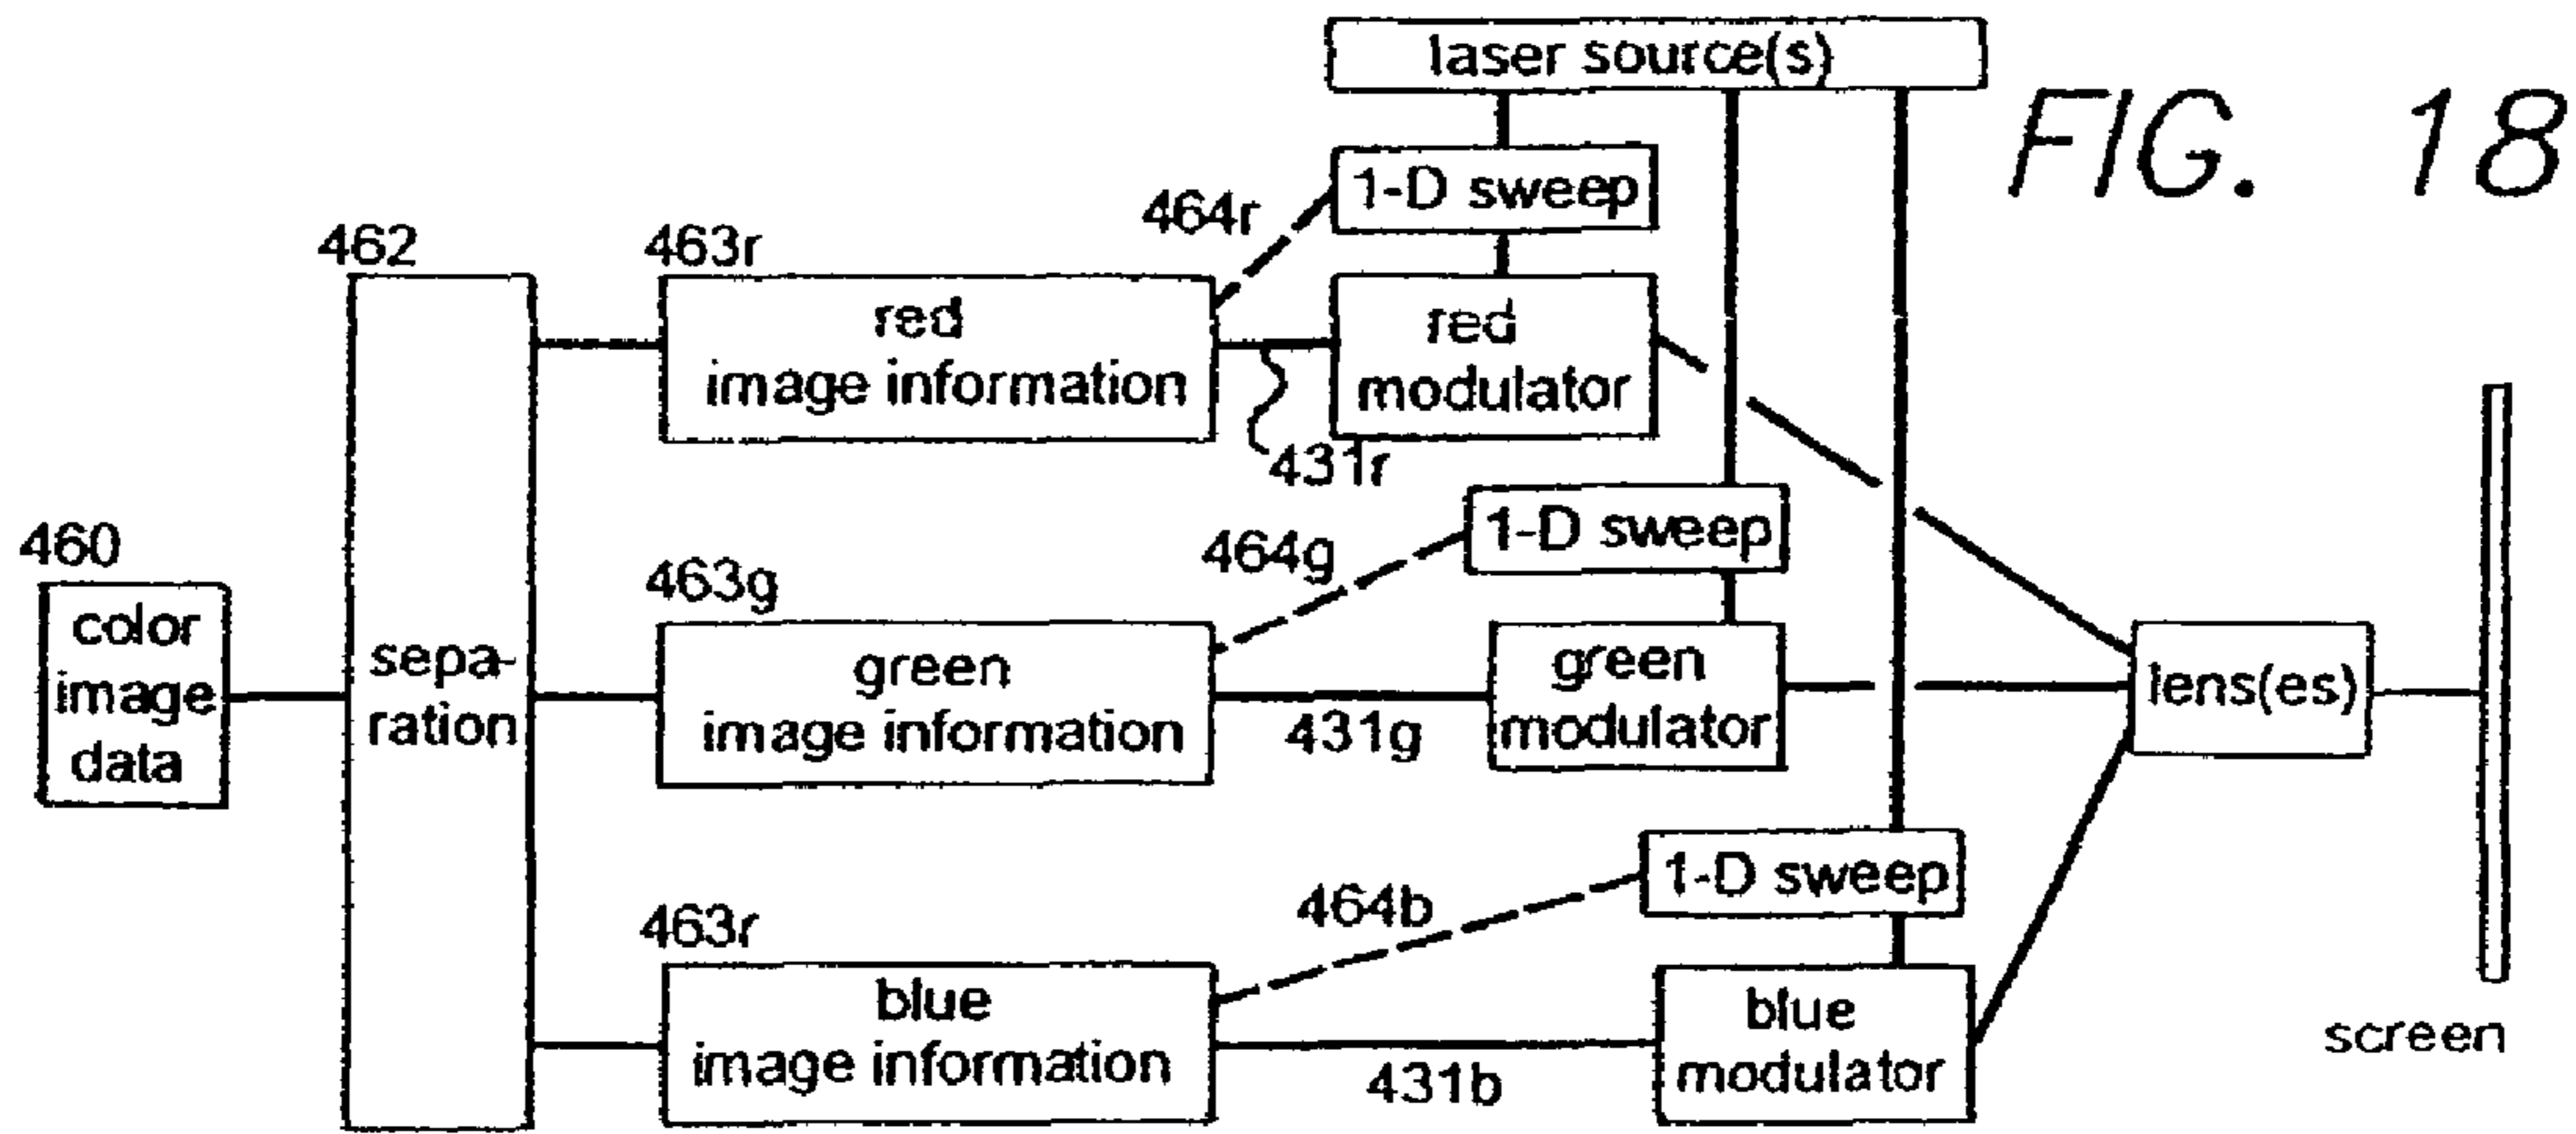 laser source(s)
FIG. 18
1-D sweep
464r
462
463r
red
image information
red
modulator
431r
1-D sweep
460
464g
463g
color
image
data
sepa-
ration
green
image information
431g
green
modulator
lens(es)
1-D sweep
464b
463r
blue
image information
431b
blue
modulator
screen